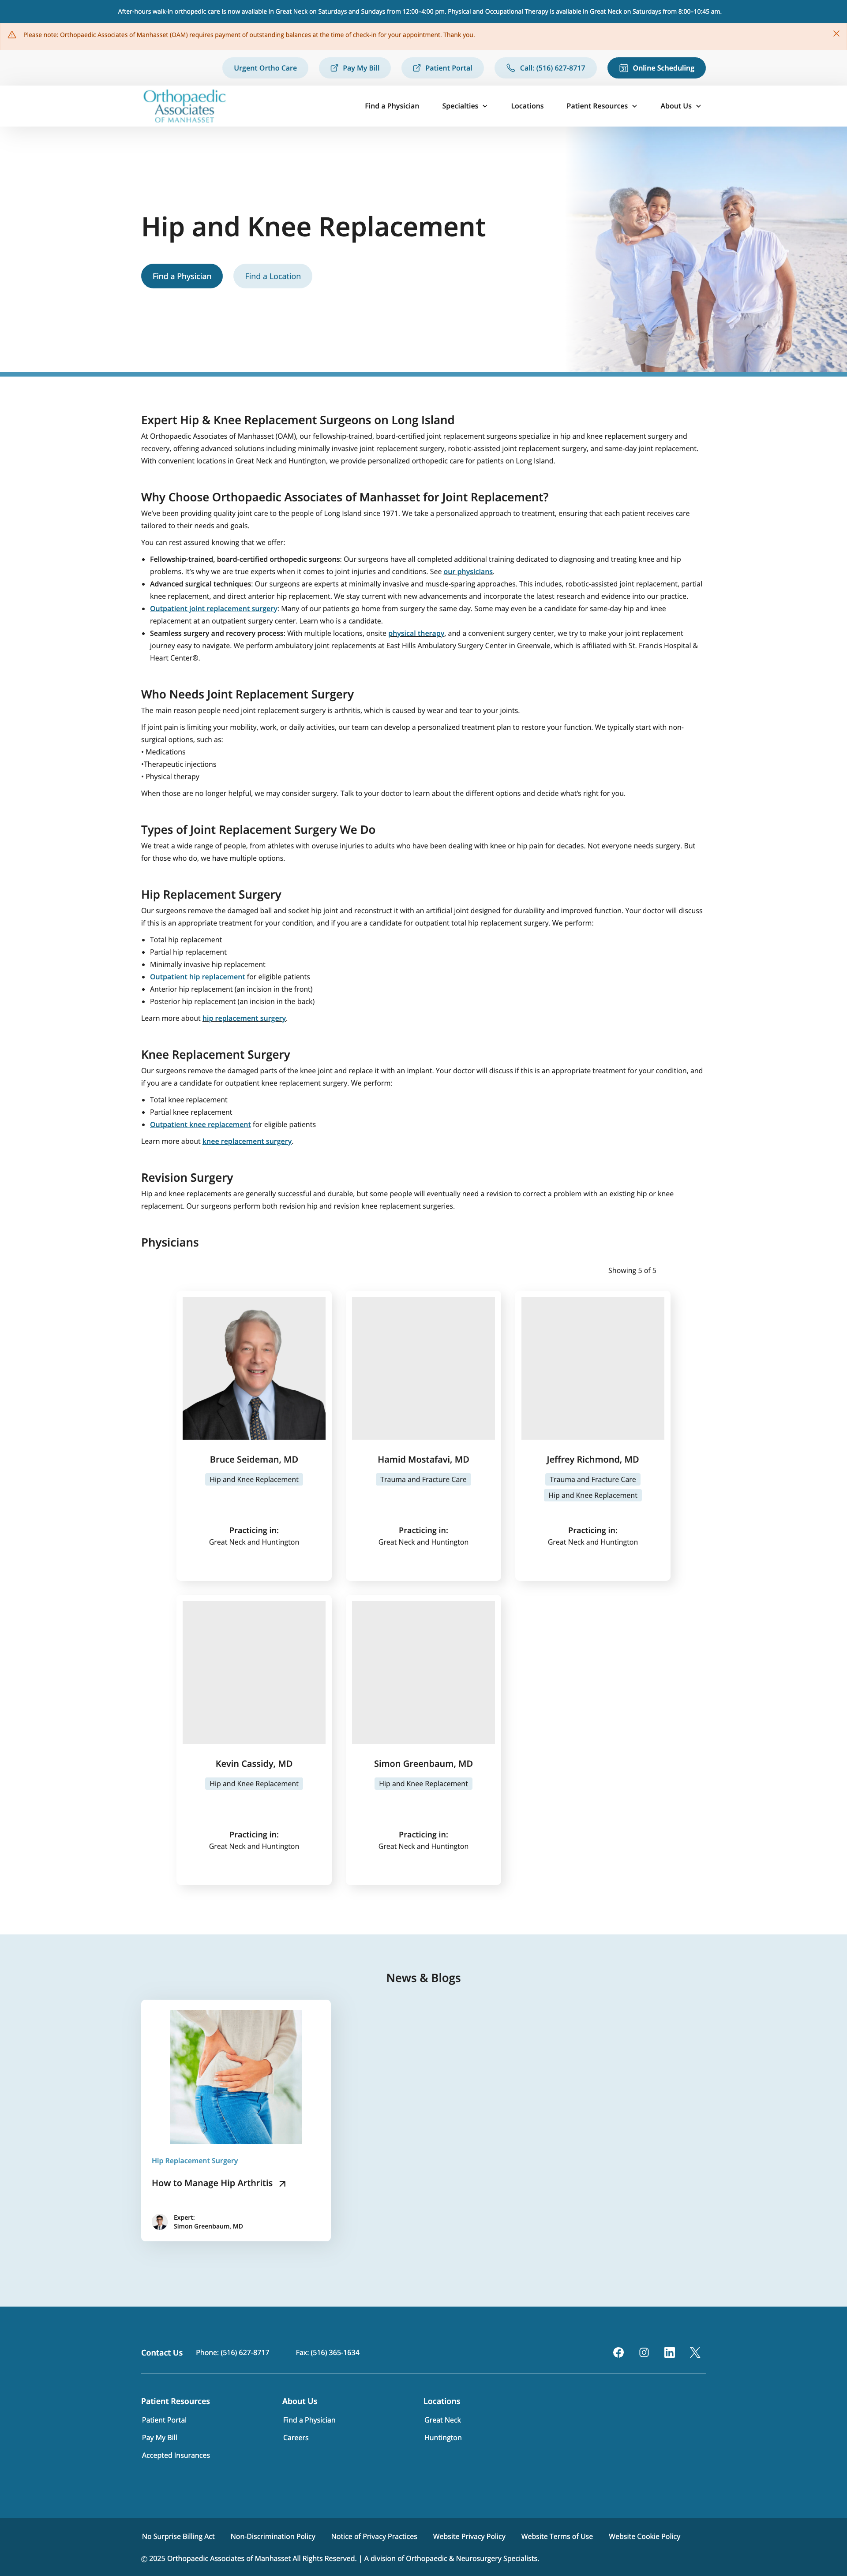 After-hours walk-in orthopedic care is now available in Great Neck on Saturdays and Sundays from 12:00–4:00 pm. Physical and Occupational Therapy is available in Great Neck on Saturdays from 8:00–10:45 am.
Please note: Orthopaedic Associates of Manhasset (OAM) requires payment of outstanding balances at the time of check-in for your appointment. Thank you.
Urgent Ortho Care
Pay My Bill
Patient Portal
Call: (516) 627-8717
Online Scheduling
Orthopaedic
Associates
OF MANHASSET
Find a Physician
Specialties
Locations
Patient Resources
About Us
Hip and Knee Replacement
Find a Physician
Find a Location
Expert Hip & Knee Replacement Surgeons on Long Island
At Orthopaedic Associates of Manhasset (OAM), our fellowship-trained, board-certified joint replacement surgeons specialize in hip and knee replacement surgery and
recovery, offering advanced solutions including minimally invasive joint replacement surgery, robotic-assisted joint replacement surgery, and same-day joint replacement.
With convenient locations in Great Neck and Huntington, we provide personalized orthopedic care for patients on Long Island.
Why Choose Orthopaedic Associates of Manhasset for Joint Replacement?
We've been providing quality joint care to the people of Long Island since 1971. We take a personalized approach to treatment, ensuring that each patient receives care
tailored to their needs and goals.
You can rest assured knowing that we offer:
• Fellowship-trained, board-certified orthopedic surgeons: Our surgeons have all completed additional training dedicated to diagnosing and treating knee and hip
problems. It's why we are true experts when it comes to joint injuries and conditions. See our physicians.
• Advanced surgical techniques: Our surgeons are experts at minimally invasive and muscle-sparing approaches. This includes, robotic-assisted joint replacement, partial
knee replacement, and direct anterior hip replacement. We stay current with new advancements and incorporate the latest research and evidence into our practice.
• Outpatient joint replacement surgery: Many of our patients go home from surgery the same day. Some may even be a candidate for same-day hip and knee
replacement at an outpatient surgery center. Learn who is a candidate.
• Seamless surgery and recovery process: With multiple locations, onsite physical therapy, and a convenient surgery center, we try to make your joint replacement
journey easy to navigate. We perform ambulatory joint replacements at East Hills Ambulatory Surgery Center in Greenvale, which is affiliated with St. Francis Hospital &
Heart Center®.
Who Needs Joint Replacement Surgery
The main reason people need joint replacement surgery is arthritis, which is caused by wear and tear to your joints.
If joint pain is limiting your mobility, work, or daily activities, our team can develop a personalized treatment plan to restore your function. We typically start with non-
surgical options, such as:
• Medications
•Therapeutic injections
• Physical therapy
When those are no longer helpful, we may consider surgery. Talk to your doctor to learn about the different options and decide what's right for you.
Types of Joint Replacement Surgery We Do
We treat a wide range of people, from athletes with overuse injuries to adults who have been dealing with knee or hip pain for decades. Not everyone needs surgery. But
for those who do, we have multiple options.
Hip Replacement Surgery
Our surgeons remove the damaged ball and socket hip joint and reconstruct it with an artificial joint designed for durability and improved function. Your doctor will discuss
if this is an appropriate treatment for your condition, and if you are a candidate for outpatient total hip replacement surgery. We perform:
• Total hip replacement
• Partial hip replacement
• Minimally invasive hip replacement
• Outpatient hip replacement for eligible patients
• Anterior hip replacement (an incision in the front)
• Posterior hip replacement (an incision in the back)
Learn more about hip replacement surgery.
Knee Replacement Surgery
Our surgeons remove the damaged parts of the knee joint and replace it with an implant. Your doctor will discuss if this is an appropriate treatment for your condition, and
if you are a candidate for outpatient knee replacement surgery. We perform:
• Total knee replacement
• Partial knee replacement
• Outpatient knee replacement for eligible patients
Learn more about knee replacement surgery.
Revision Surgery
Hip and knee replacements are generally successful and durable, but some people will eventually need a revision to correct a problem with an existing hip or knee
replacement. Our surgeons perform both revision hip and revision knee replacement surgeries.
Physicians
Showing 5 of 5
Bruce Seideman, MD
Hip and Knee Replacement
Practicing in:
Great Neck and Huntington
Hamid Mostafavi, MD
Trauma and Fracture Care
Practicing in:
Great Neck and Huntington
Jeffrey Richmond, MD
Trauma and Fracture Care
Hip and Knee Replacement
Practicing in:
Great Neck and Huntington
Kevin Cassidy, MD
Hip and Knee Replacement
Practicing in:
Great Neck and Huntington
Simon Greenbaum, MD
Hip and Knee Replacement
Practicing in:
Great Neck and Huntington
News & Blogs
Hip Replacement Surgery
How to Manage Hip Arthritis
Expert:
Simon Greenbaum, MD
Contact Us
Phone: (516) 627-8717
Fax: (516) 365-1634
Patient Resources
Patient Portal
Pay My Bill
Accepted Insurances
About Us
Find a Physician
Careers
Locations
Great Neck
Huntington
No Surprise Billing Act
Non-Discrimination Policy
Notice of Privacy Practices
Website Privacy Policy
Website Terms of Use
Website Cookie Policy
© 2025 Orthopaedic Associates of Manhasset All Rights Reserved. | A division of Orthopaedic & Neurosurgery Specialists.